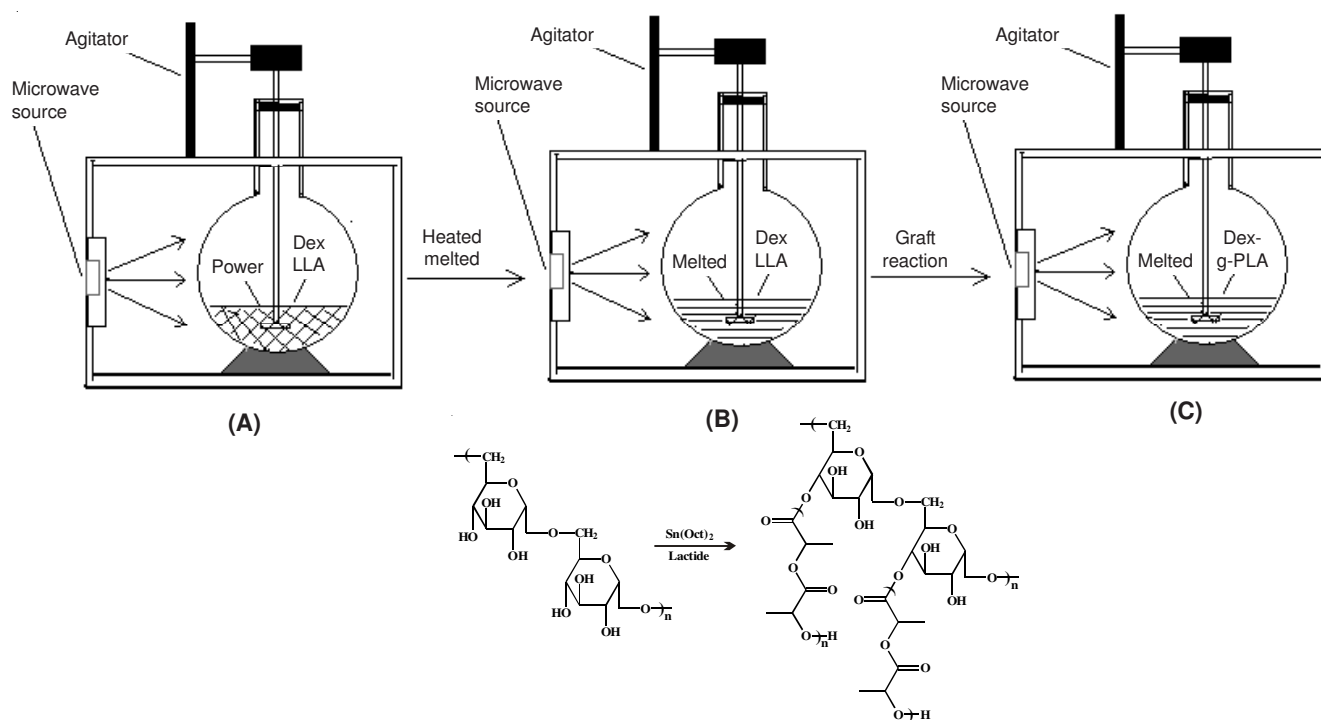 Agitator
Microwave
source
Power
Dex
LLA
(A)
Heated
melted
Agitator
Microwave
source
Melted
Dex
LLA
(B)
Graft
reaction
Agitator
Microwave
source
Melted
Dex-
g-PLA
(C)
CH2
O
OH
HO
OH
O
CH2
O
OH
HO
OH
O
n
Sn(Oct)2
Lactide
CH2
O
OH
O
OH
O
CH2
O
O
OH
O
O
OH
O
n
O
O
O
H
n
O
O
O
O
H